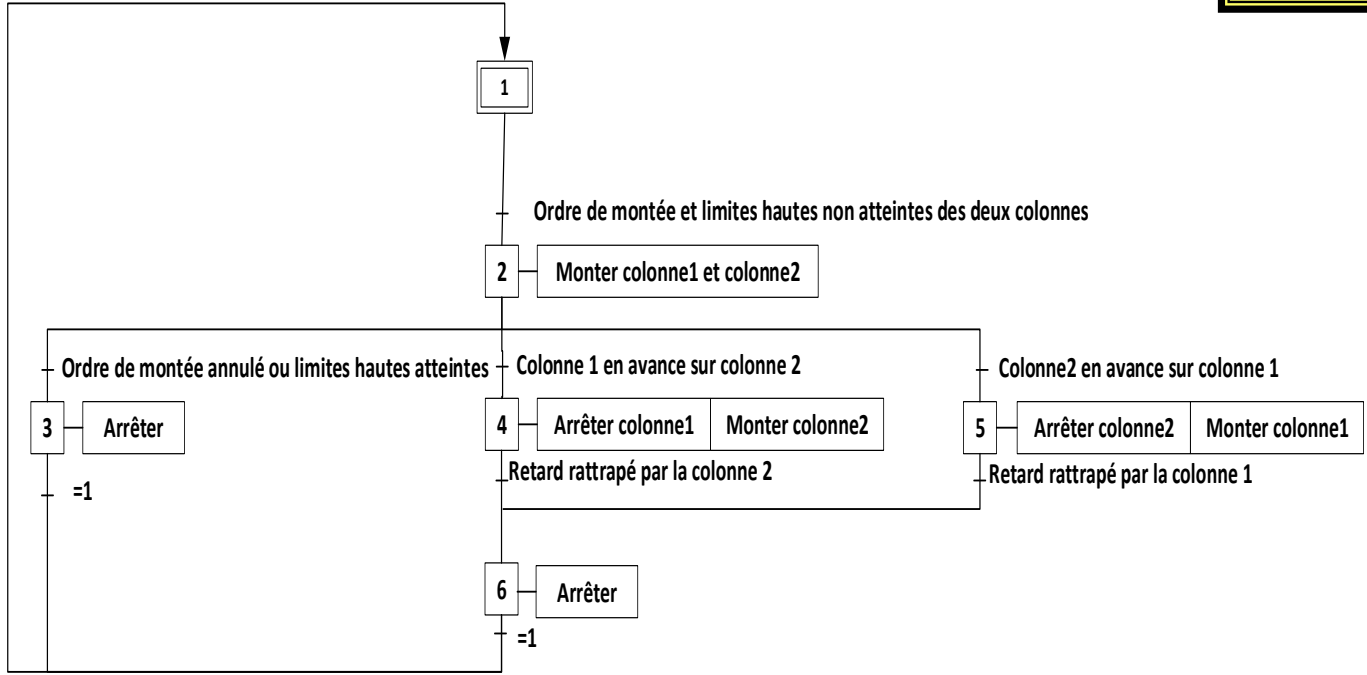 1
Ordre de montée et limites hautes non atteintes des deux colonnes
2
Monter colonne1 et colonne2
Ordre de montée annulé ou limites hautes atteintes
Colonne 1 en avance sur colonne 2
Colonne2 en avance sur colonne 1
3
Arrêter
4
Arrêter colonne1
Monter colonne2
5
Arrêter colonne2
Monter colonne1
Retard rattrapé par la colonne 2
Retard rattrapé par la colonne 1
=1
6
Arrêter
=1